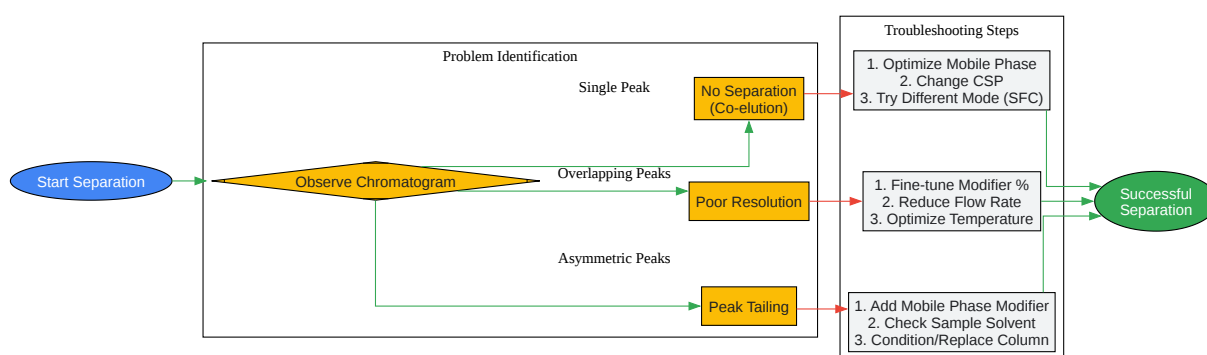 Troubleshooting Steps
Problem Identification
Single Peak
No Separation
(Co-elution)
1. Optimize Mobile Phase
2. Change CSP
3. Try Different Mode (SFC)
Start Separation
Observe Chromatogram
Overlapping Peaks
Poor Resolution
1. Fine-tune Modifier %
2. Reduce Flow Rate
3. Optimize Temperature
Successful
Separation
Asymmetric Peaks
Peak Tailing
1. Add Mobile Phase Modifier
2. Check Sample Solvent
3. Condition/Replace Column